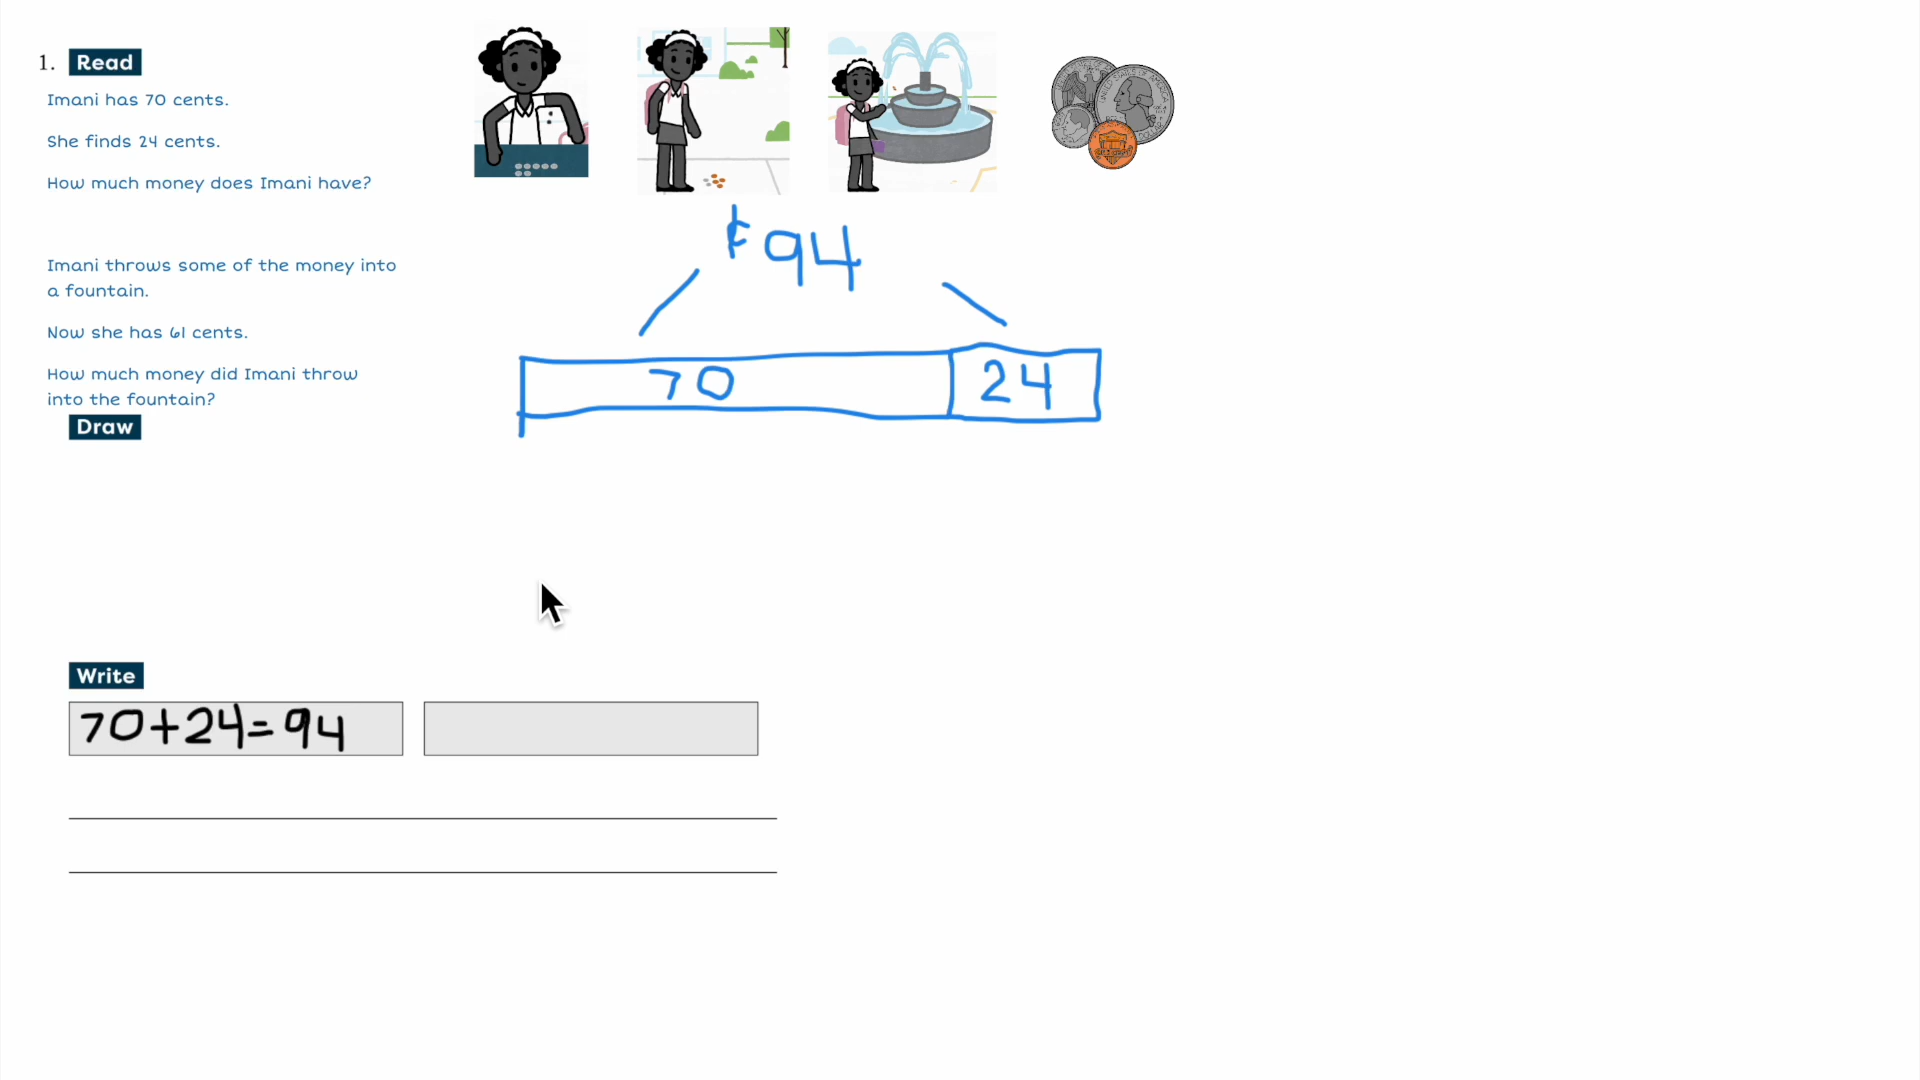 1. Read
Imani has 70 cents.
She finds 24 cents.
How much money does Imani have?
Imani throws some of the money into
a fountain.
Now she has 61 cents.
How much money did Imani throw
into the fountain?
¢94
70 24
Draw
Write
70+24=94